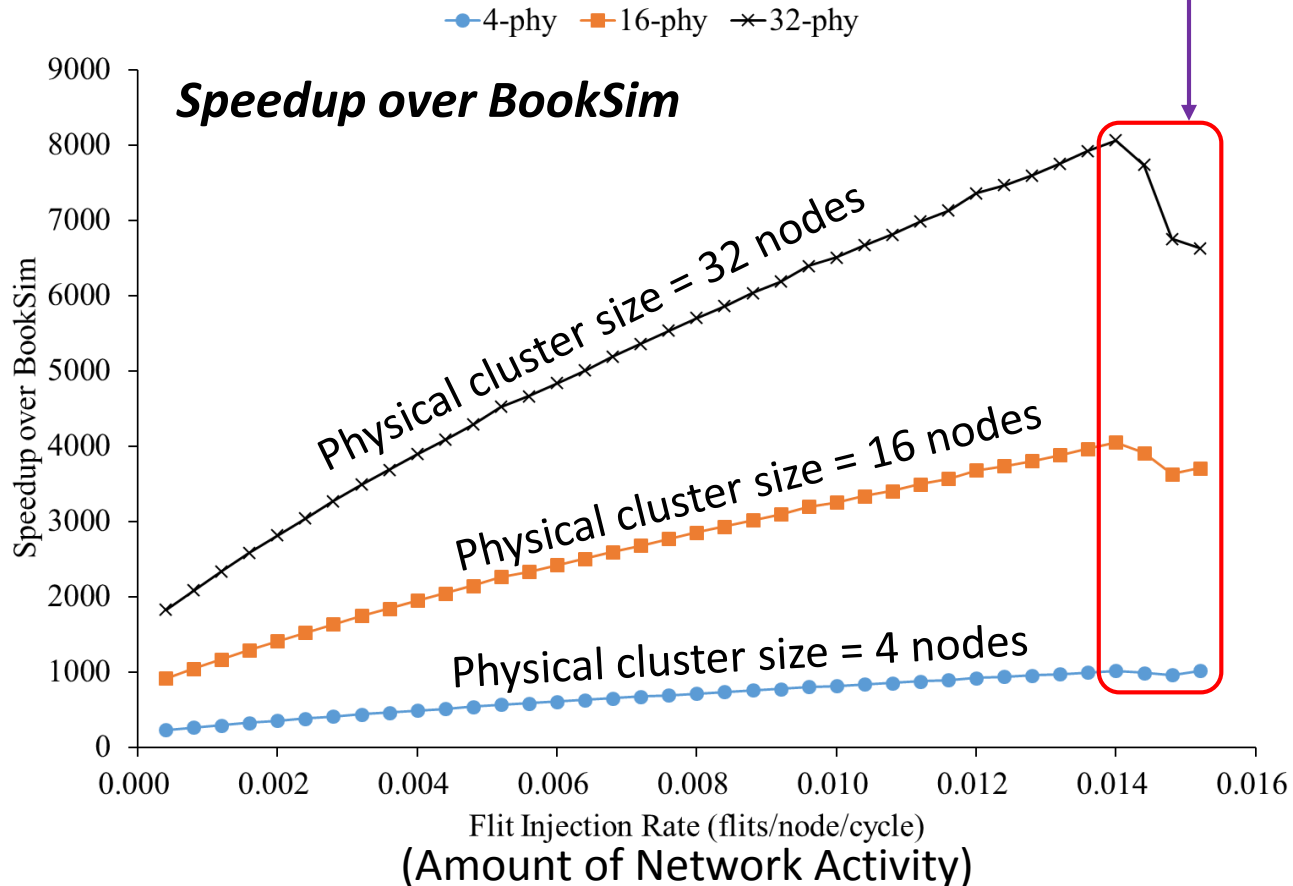 4-phy 16-phy 32-phy
Speedup over BookSim
9000
8000
7000
6000
5000
4000
3000
2000
1000
0
Speedup over BookSim
Physical cluster size = 32 nodes
Physical cluster size = 16 nodes
Physical cluster size = 4 nodes
0.000 0.002 0.004 0.006 0.008 0.010 0.012 0.014 0.016
Flit Injection Rate (flits/node/cycle)
(Amount of Network Activity)